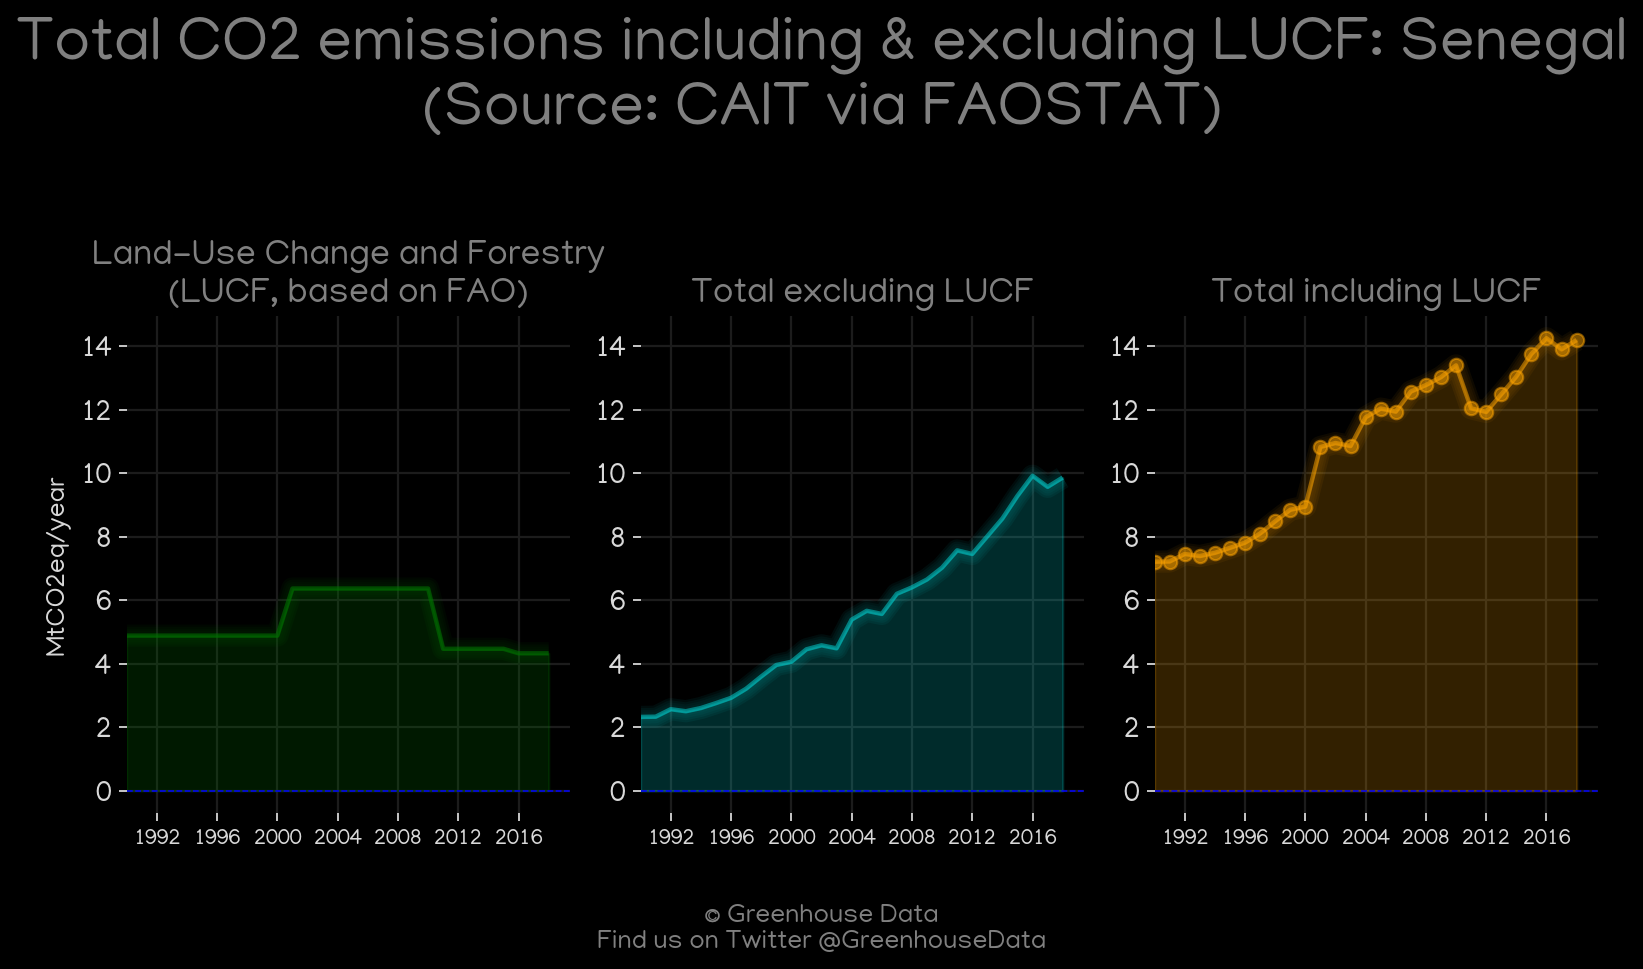 Total CO2 emissions including & excluding LUCF: Senegal
(Source: CAIT via FAOSTAT)
Land-Use Change and Forestry
(LUCF, based on FAO)
MtCO2eq/year
14
12
10
8
6
4
2
0
1992 1996 2000 2004 2008 2012 2016
Total excluding LUCF
14
12
10
8
6
4
2
0
1992 1996 2000 2004 2008 2012 2016
Total including LUCF
14
12
10
8
6
4
2
0
1992 1996 2000 2004 2008 2012 2016
© Greenhouse Data
Find us on Twitter @GreenhouseData